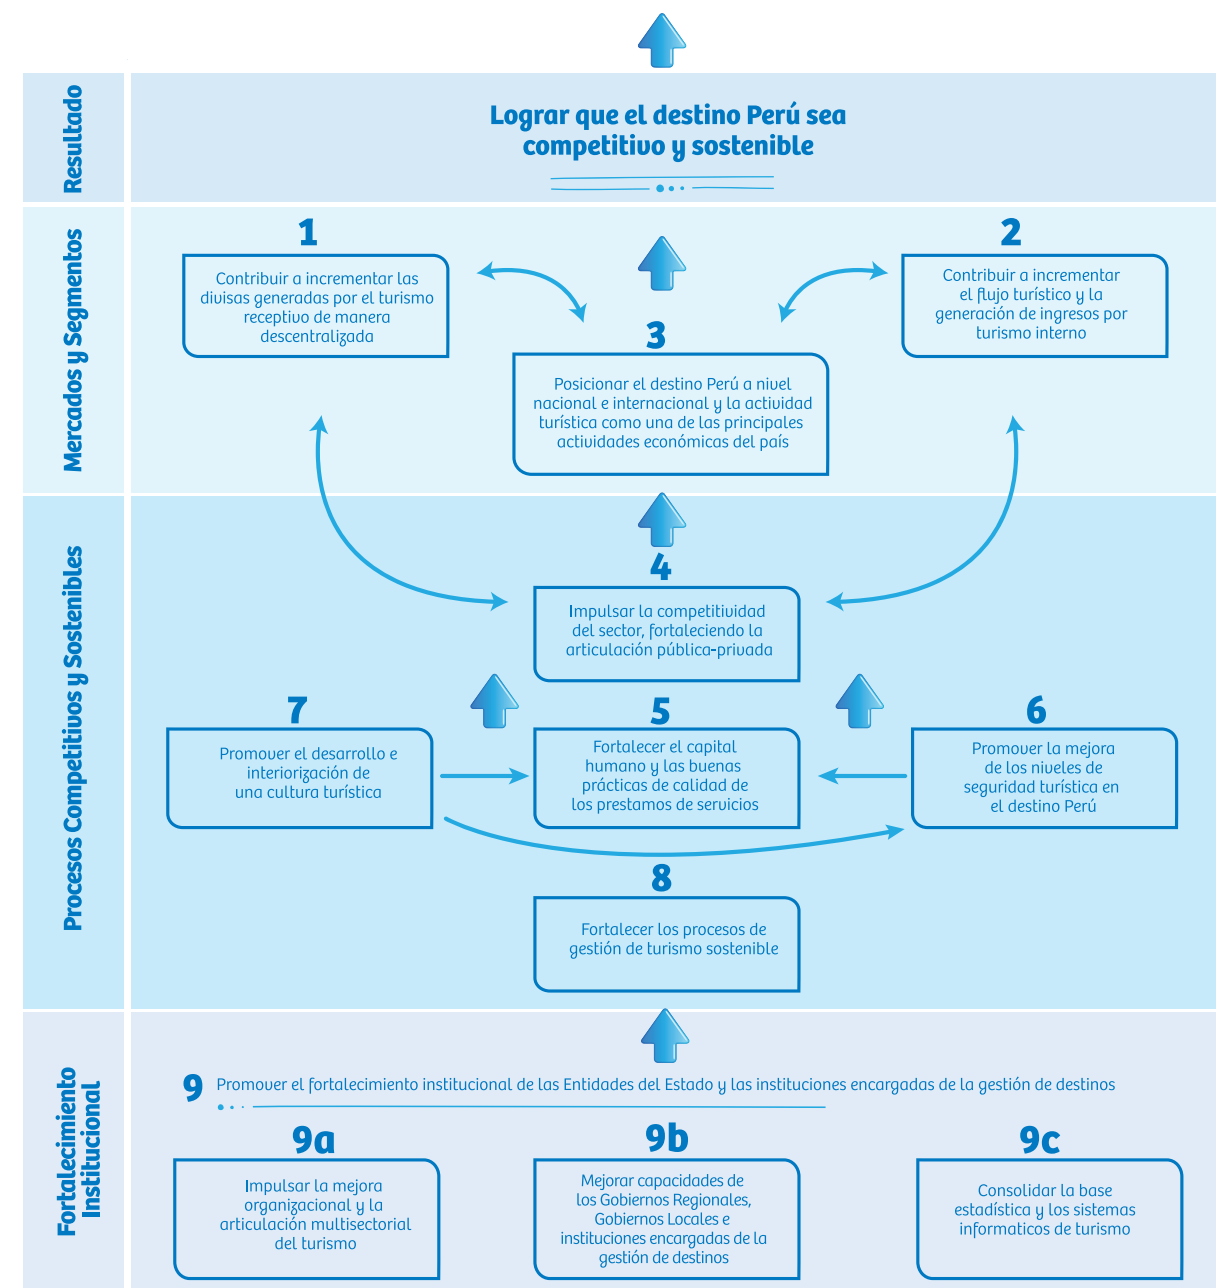 Resultado
Lograr que el destino Perú sea
competitivo y sostenible
Mercados y Segmentos
1
Contribuir a incrementar las
divisas generadas por el turismo
receptivo de manera
descentralizada
2
Contribuir a incrementar
el flujo turístico y la
generación de ingresos por
turismo interno
3
Posicionar el destino Perú a nivel
nacional e internacional y la actividad
turística como una de las principales
actividades económicas del país
Procesos Competitivos y Sostenibles
4
Impulsar la competitividad
del sector, fortaleciendo la
articulación pública-privada
7
Promover el desarrollo e
interiorización de
una cultura turística
5
Fortalecer el capital
humano y las buenas
prácticas de calidad de
los prestamos de servicios
6
Promover la mejora
de los niveles de
seguridad turística en
el destino Perú
8
Fortalecer los procesos de
gestión de turismo sostenible
Fortalecimiento
Institucional
9 Promover el fortalecimiento institucional de las Entidades del Estado y las instituciones encargadas de la gestión de destinos
9a
Impulsar la mejora
organizacional y la
articulación multisectorial
del turismo
9b
Mejorar capacidades de
los Gobiernos Regionales,
Gobiernos Locales e
instituciones encargadas de la
gestión de destinos
9c
Consolidar la base
estadística y los sistemas
informaticos de turismo